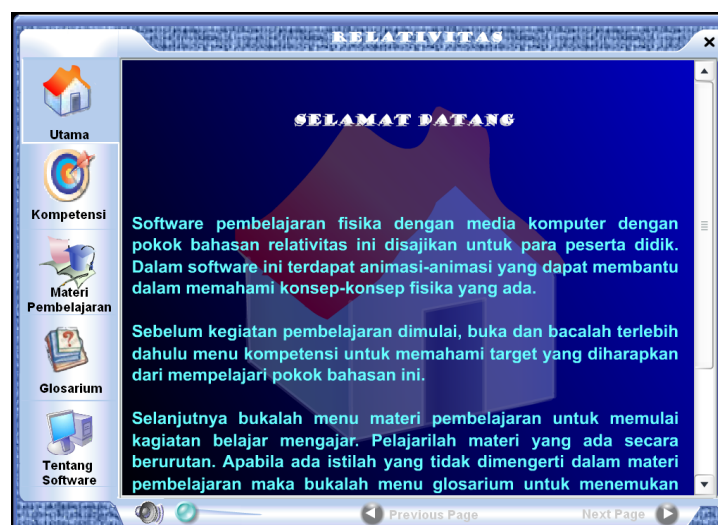 RELATIVITAS
Utama
Kompetensi
Materi
Pembelajaran
Glosarium
Tentang
Software
SELAMAT DATANG
Software pembelajaran fisika dengan media komputer dengan
pokok bahasan relativitas ini disajikan untuk para peserta didik.
Dalam software ini terdapat animasi-animasi yang dapat membantu
dalam memahami konsep-konsep fisika yang ada.
Sebelum kegiatan pembelajaran dimulai, buka dan bacalah terlebih
dahulu menu kompetensi untuk memahami target yang diharapkan
dari mempelajari pokok bahasan ini.
Selanjutnya bukalah menu materi pembelajaran untuk memulai
kagiatan belajar mengajar. Pelajarilah materi yang ada secara
berurutan. Apabila ada istilah yang tidak dimengerti dalam materi
pembelajaran maka bukalah menu glosarium untuk menemukan
Previous Page
Next Page